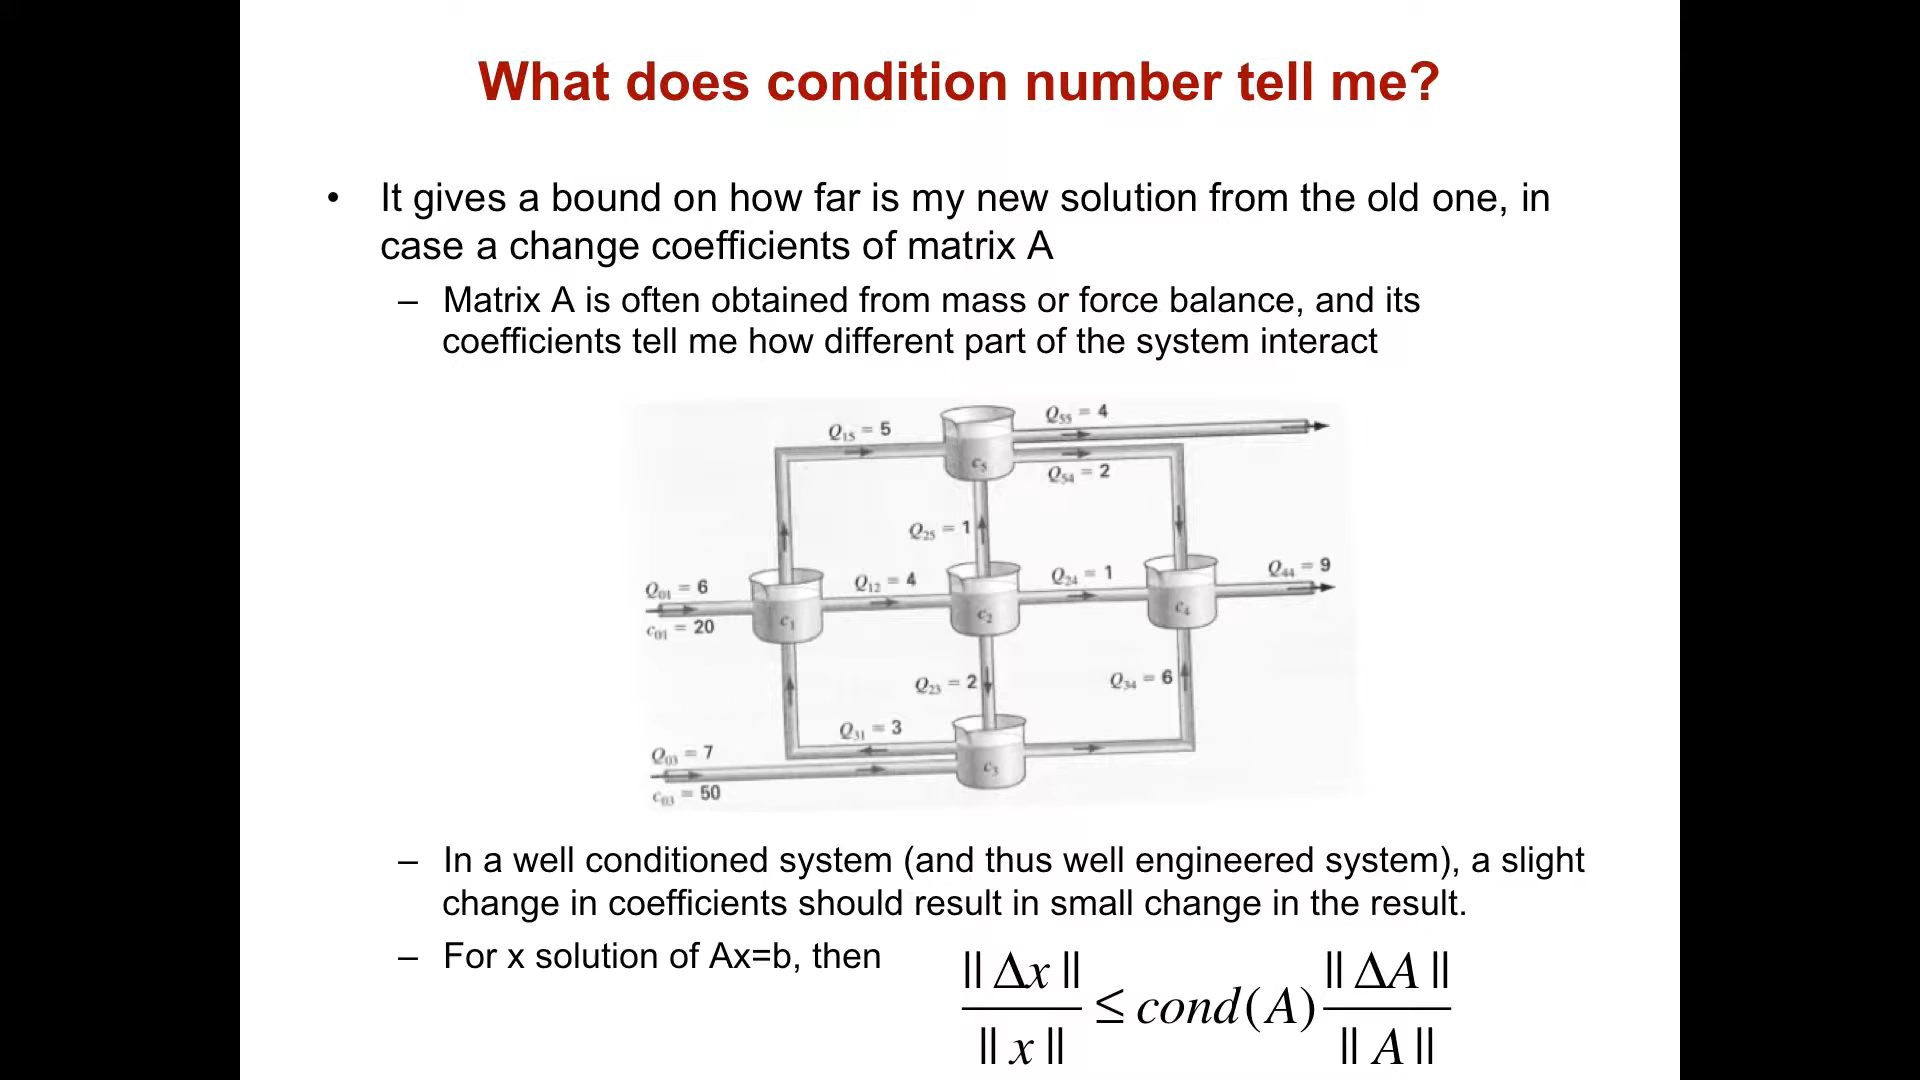 What does condition number tell me?
• It gives a bound on how far is my new solution from the old one, in
case a change coefficients of matrix A
– Matrix A is often obtained from mass or force balance, and its
coefficients tell me how different part of the system interact
Q55 = 4
Q15 = 5
c5
Q54 = 2
Q25 = 1
Q01 = 6
Q12 = 4
Q24 = 1
Q44 = 9
c01 = 20
c1
c2
c4
Q23 = 2
Q34 = 6
Q31 = 3
Q03 = 7
c3
c03 = 50
– In a well conditioned system (and thus well engineered system), a slight
change in coefficients should result in small change in the result.
– For x solution of Ax=b, then
|| Δx || / || x || ≤ cond(A) || ΔA || / || A ||